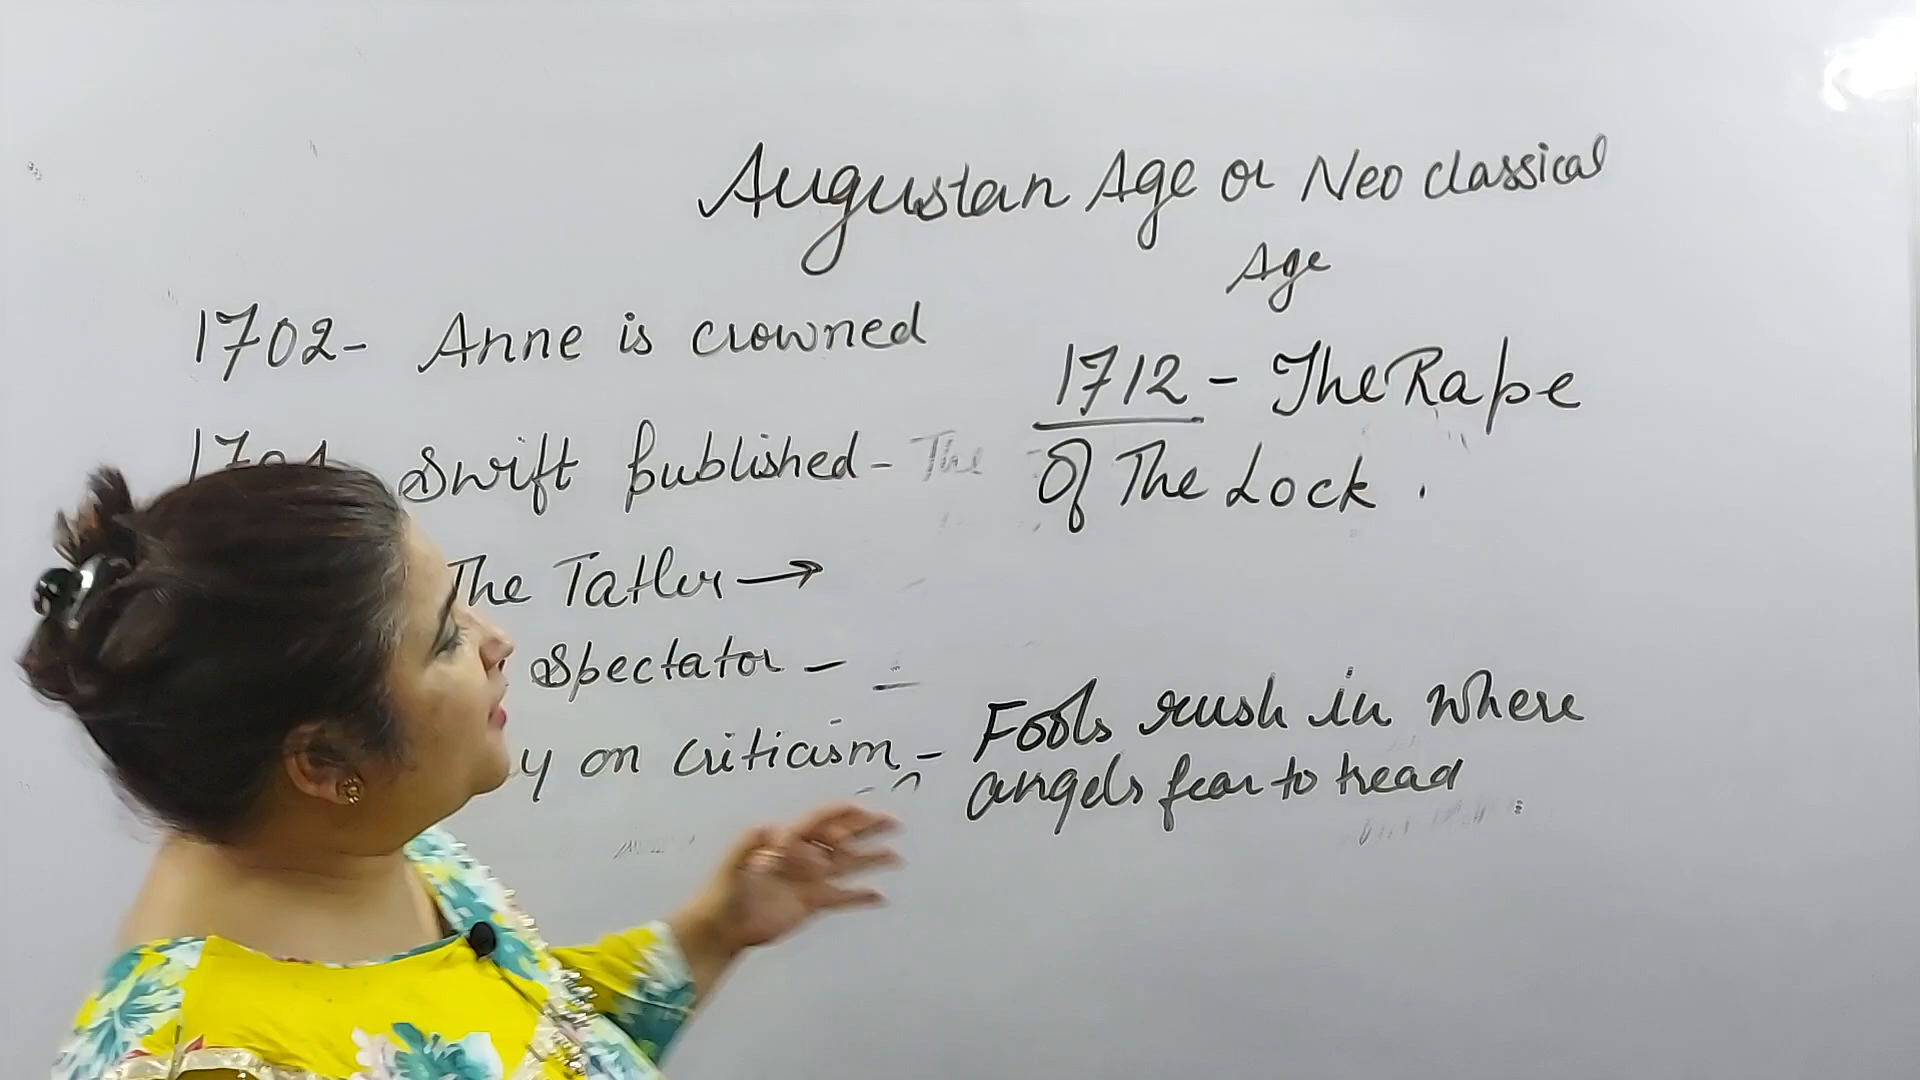 Augustan Age or Neo classical
Age
1702- Anne is crowned
1712 - The Rape
Of The Lock .
Swift published - The
The Tatler →
Spectator -
y on criticism - Fools rush in where
angels fear to tread